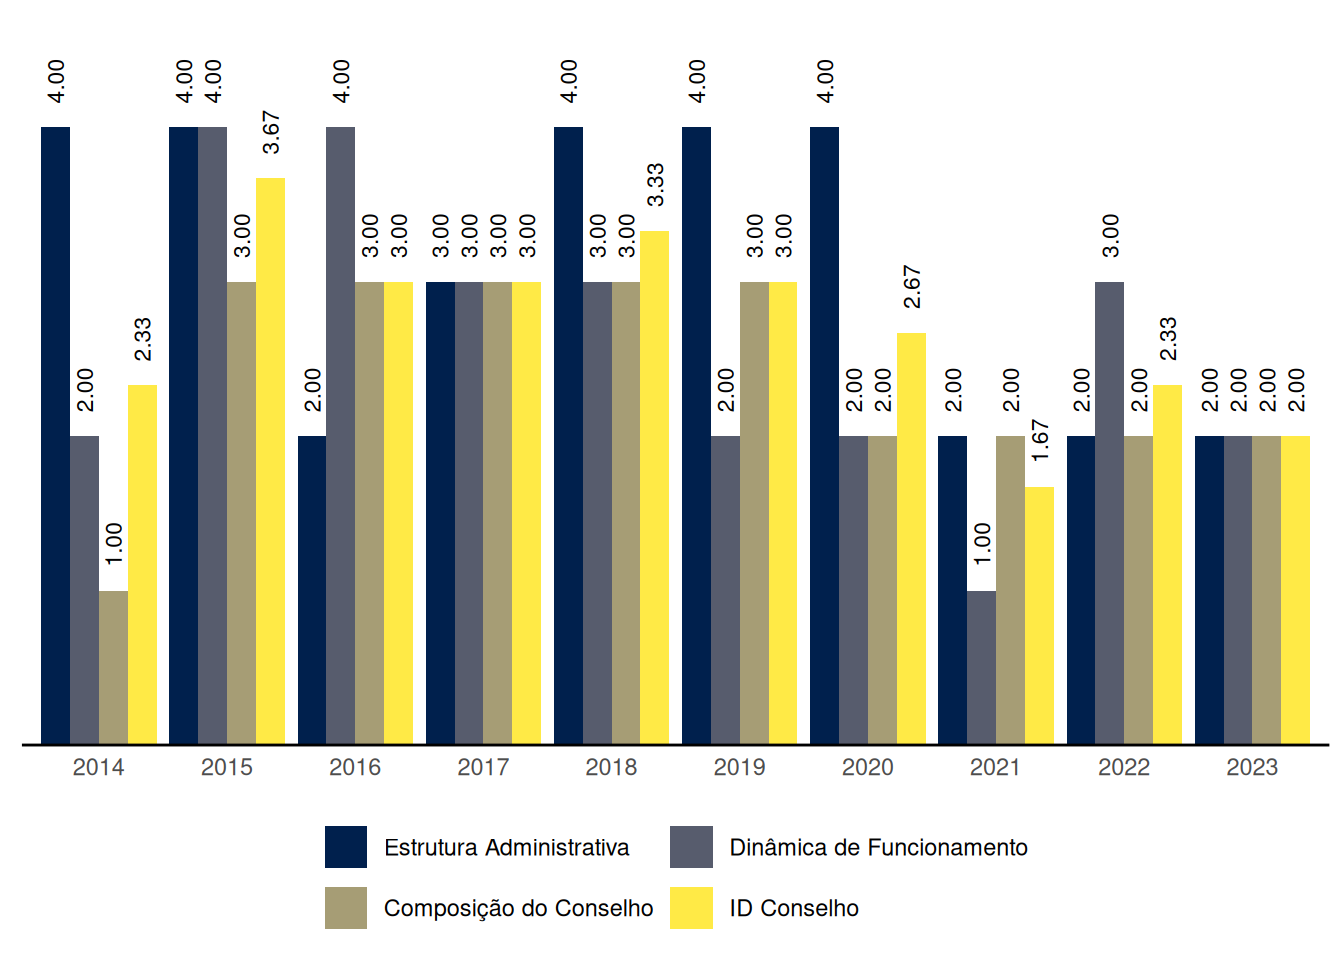 4.00 2.00 1.00 2.33
4.00 4.00 3.00 3.67
2.00 4.00 3.00 3.00
3.00 3.00 3.00 3.00
4.00 3.00 3.00 3.33
4.00 2.00 3.00 3.00
4.00 2.00 2.00 2.67
2.00 1.00 2.00 1.67
2.00 3.00 2.00 2.33
2.00 2.00 2.00 2.00
2014 2015 2016 2017 2018 2019 2020 2021 2022 2023
Estrutura Administrativa Dinâmica de Funcionamento
Composição do Conselho ID Conselho